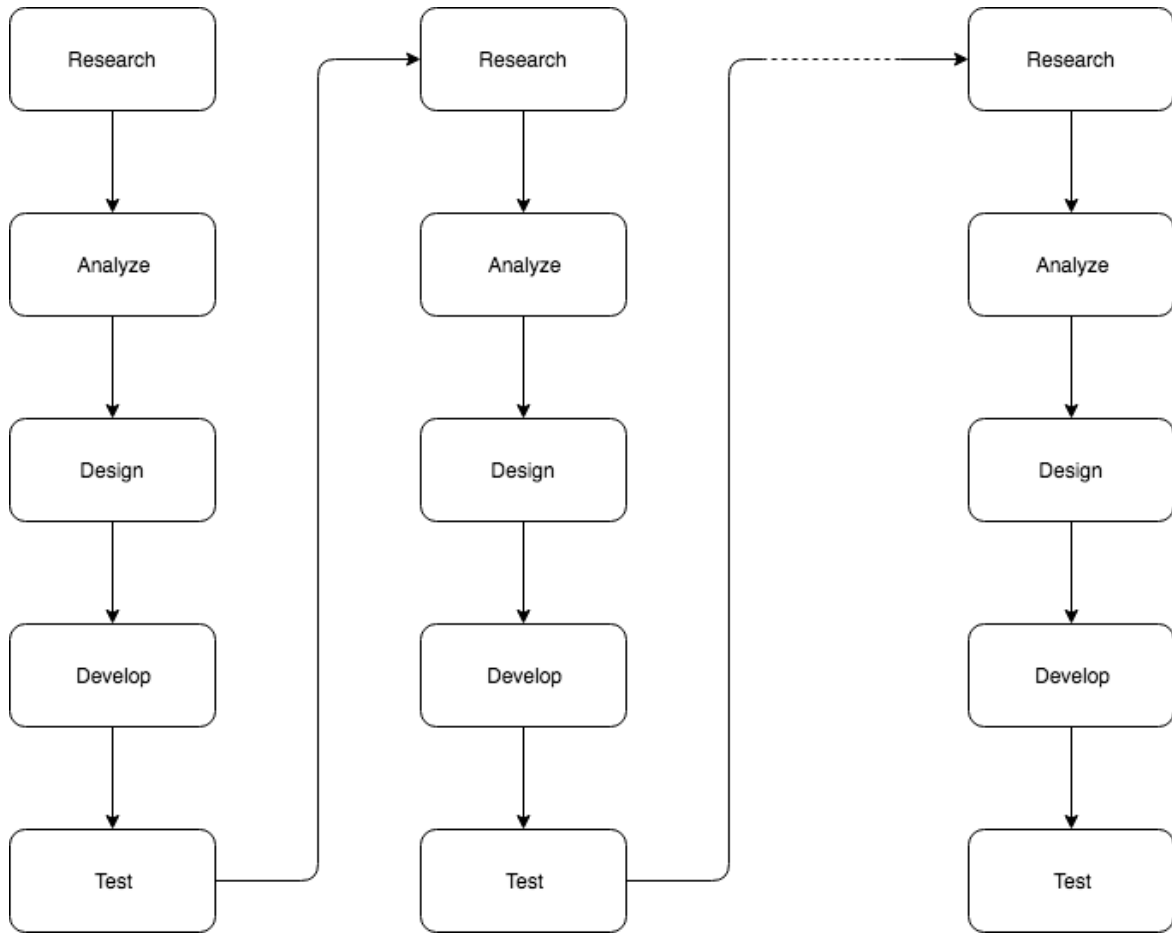 Research
Analyze
Design
Develop
Test
Research
Analyze
Design
Develop
Test
Research
Analyze
Design
Develop
Test